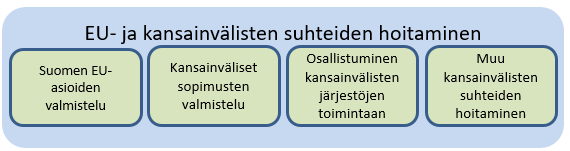 EU- ja kansainvälisten suhteiden hoitaminen
Suomen EU-
asioiden
valmistelu
Kansainväliset
sopimusten
valmistelu
Osallistuminen
kansainvälisten
järjestöjen
toimintaan
Muu
kansainvälisten
suhteiden
hoitaminen